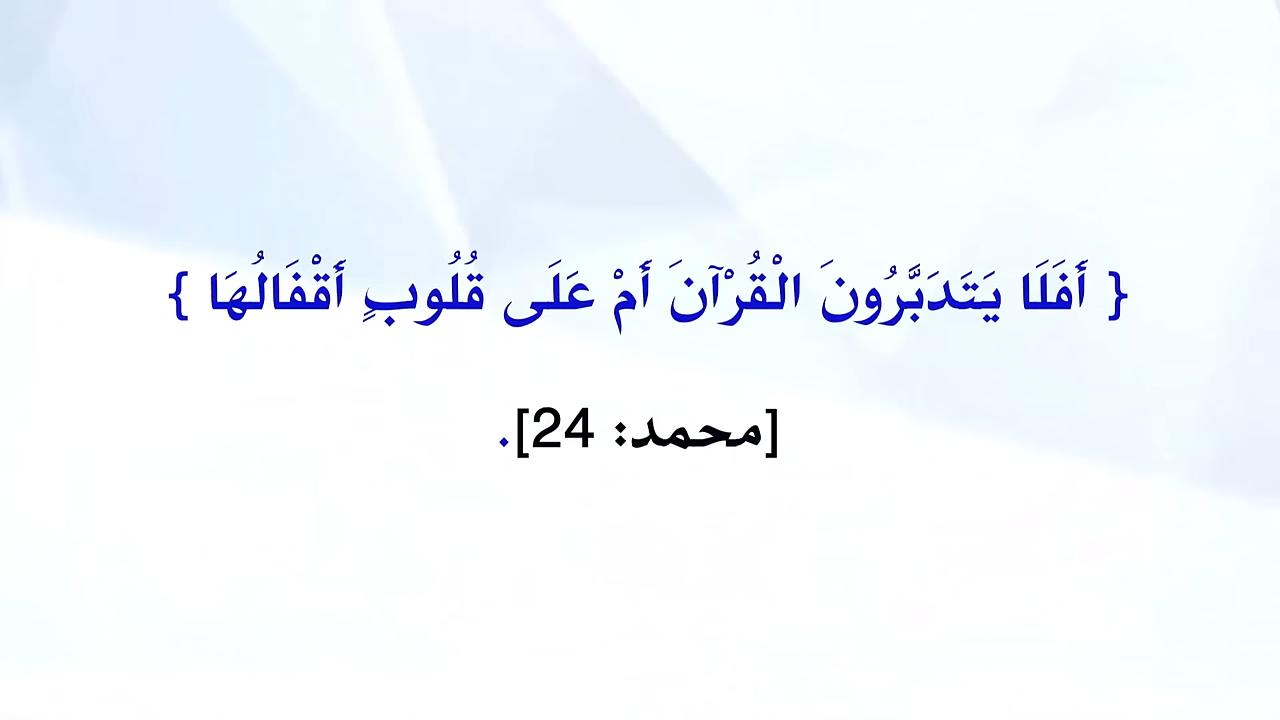 { أَفَلَا يَتَدَبَّرُونَ الْقُرْآنَ أَمْ عَلَى قُلُوبٍ أَقْفَالُهَا }
[محمد: 24].